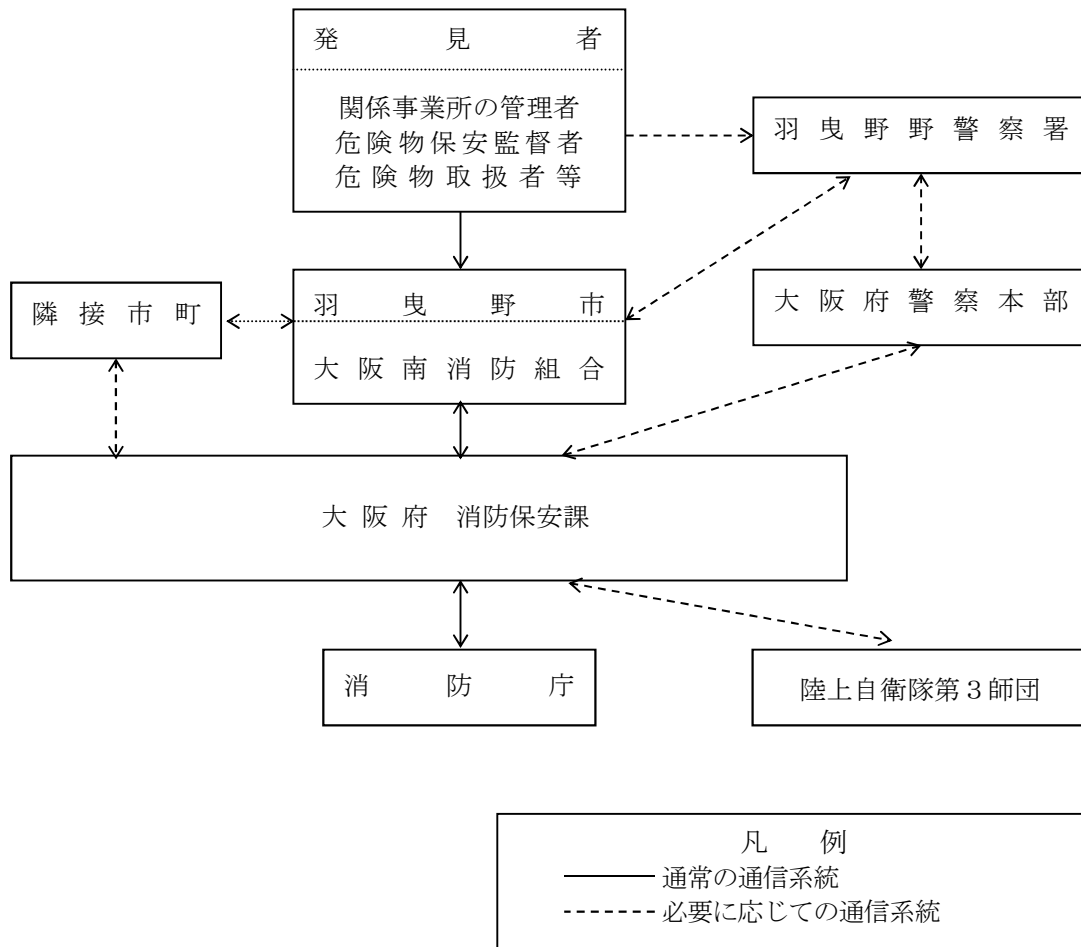 発見者
関係事業所の管理者
危険物保安監督者
危険物取扱者等
羽曳野野警察署
大阪府警察本部
隣接市町
羽曳野市
大阪南消防組合
大阪府 消防保安課
消防庁
陸上自衛隊第３師団
凡例
通常の通信系統
必要に応じての通信系統